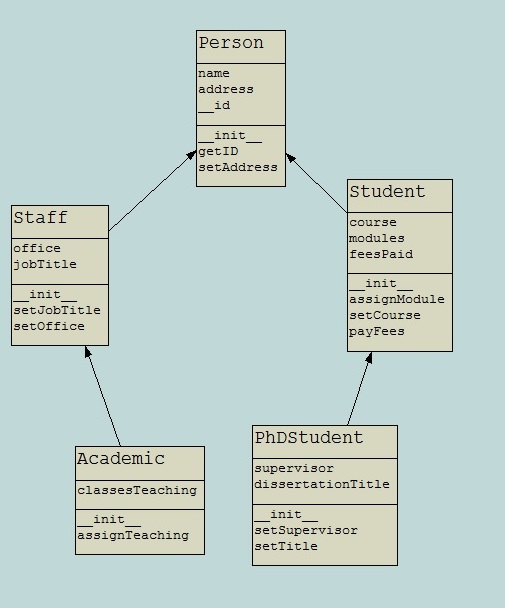 Person
name
address
__id
__init__
getID
setAddress
Staff
office
jobTitle
__init__
setJobTitle
setOffice
Student
course
modules
feesPaid
__init__
assignModule
setCourse
payFees
Academic
classesTeaching
__init__
assignTeaching
PhDStudent
supervisor
dissertationTitle
__init__
setSupervisor
setTitle